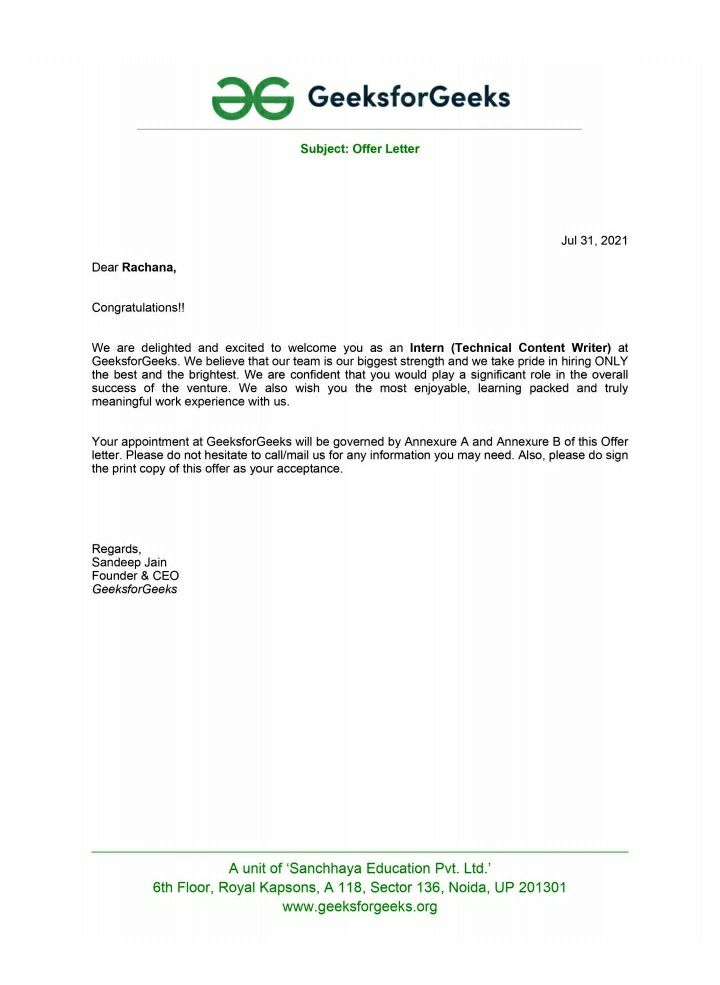 GeeksforGeeks
Subject: Offer Letter
Jul 31, 2021
Dear Rachana,
Congratulations!!
We are delighted and excited to welcome you as an Intern (Technical Content Writer) at
GeeksforGeeks. We believe that our team is our biggest strength and we take pride in hiring ONLY
the best and the brightest. We are confident that you would play a significant role in the overall
success of the venture. We also wish you the most enjoyable, learning packed and truly
meaningful work experience with us.
Your appointment at GeeksforGeeks will be governed by Annexure A and Annexure B of this Offer
letter. Please do not hesitate to call/mail us for any information you may need. Also, please do sign
the print copy of this offer as your acceptance.
Regards,
Sandeep Jain
Founder & CEO
GeeksforGeeks
A unit of ‘Sanchhaya Education Pvt. Ltd.’
6th Floor, Royal Kapsons, A 118, Sector 136, Noida, UP 201301
www.geeksforgeeks.org